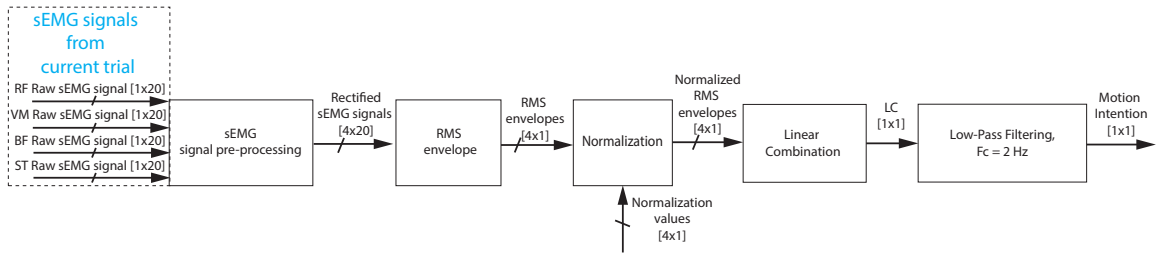 sEMG signals
from
current trial
RF Raw sEMG signal [1x20]
VM Raw sEMG signal [1x20]
BF Raw sEMG signal [1x20]
ST Raw sEMG signal [1x20]
sEMG
signal pre-processing
Rectified
sEMG signals
[4x20]
RMS
envelope
RMS
envelopes
[4x1]
Normalization
Normalization
values
[4x1]
Normalized
RMS
envelopes
[4x1]
Linear
Combination
LC
[1x1]
Low-Pass Filtering,
Fc = 2 Hz
Motion
Intention
[1x1]